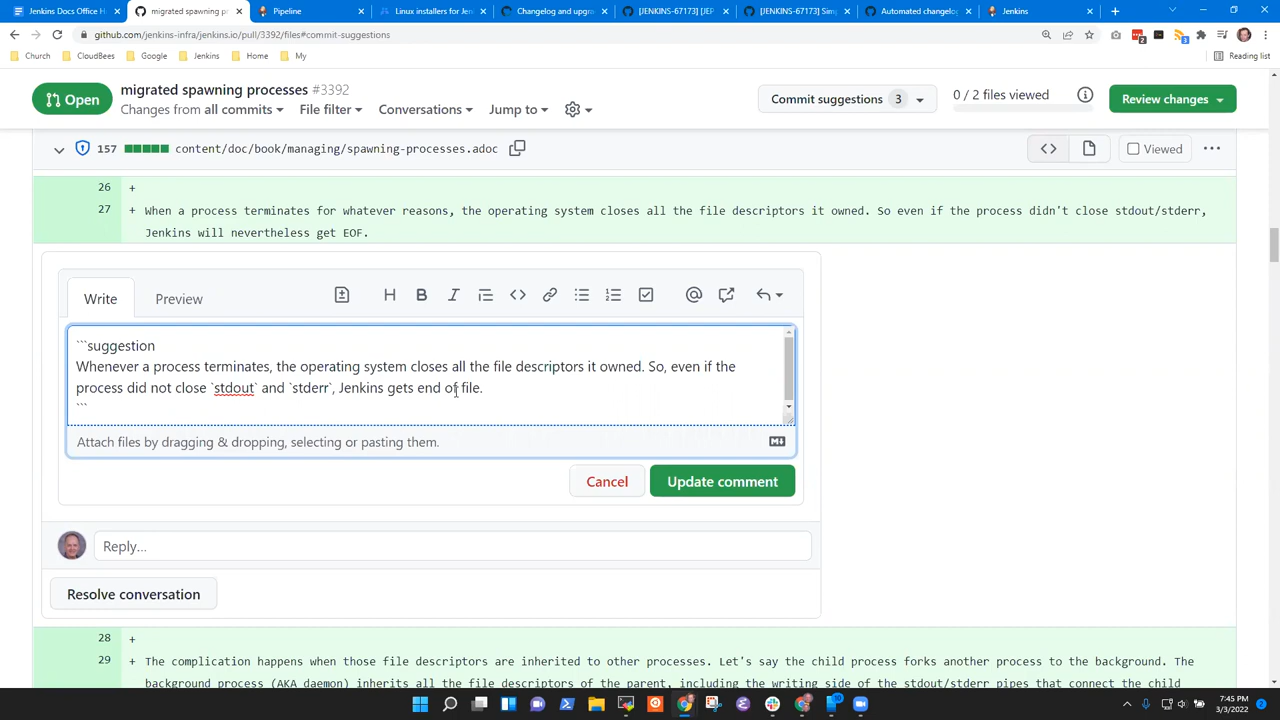 Jenkins Docs Office H
migrated spawning pr
Pipeline
Linux installers for Jen
Changelog and upgra
[JENKINS-67173] [JEP
[JENKINS-67173] Simp
Automated changelog
Jenkins
github.com/jenkins-infra/jenkins.io/pull/3392/files#commit-suggestions
2
3
Church
CloudBees
Google
Jenkins
Home
My
Reading list
Open
migrated spawning processes #3392
Changes from all commits
File filter
Conversations
Jump to
Commit suggestions 3
0 / 2 files viewed
Review changes
157
content/doc/book/managing/spawning-processes.adoc
Viewed
26 +
27 + When a process terminates for whatever reasons, the operating system closes all the file descriptors it owned. So even if the process didn't close stdout/stderr,
Jenkins will nevertheless get EOF.
Write
Preview
```suggestion
Whenever a process terminates, the operating system closes all the file descriptors it owned. So, even if the
process did not close `stdout` and `stderr`, Jenkins gets end of file.
```
Attach files by dragging & dropping, selecting or pasting them.
Cancel
Update comment
Reply...
Resolve conversation
28 +
29 + The complication happens when those file descriptors are inherited to other processes. Let's say the child process forks another process to the background. The
background process (AKA daemon) inherits all the file descriptors of the parent, including the writing side of the stdout/stderr pipes that connect the child
7:45 PM
3/3/2022